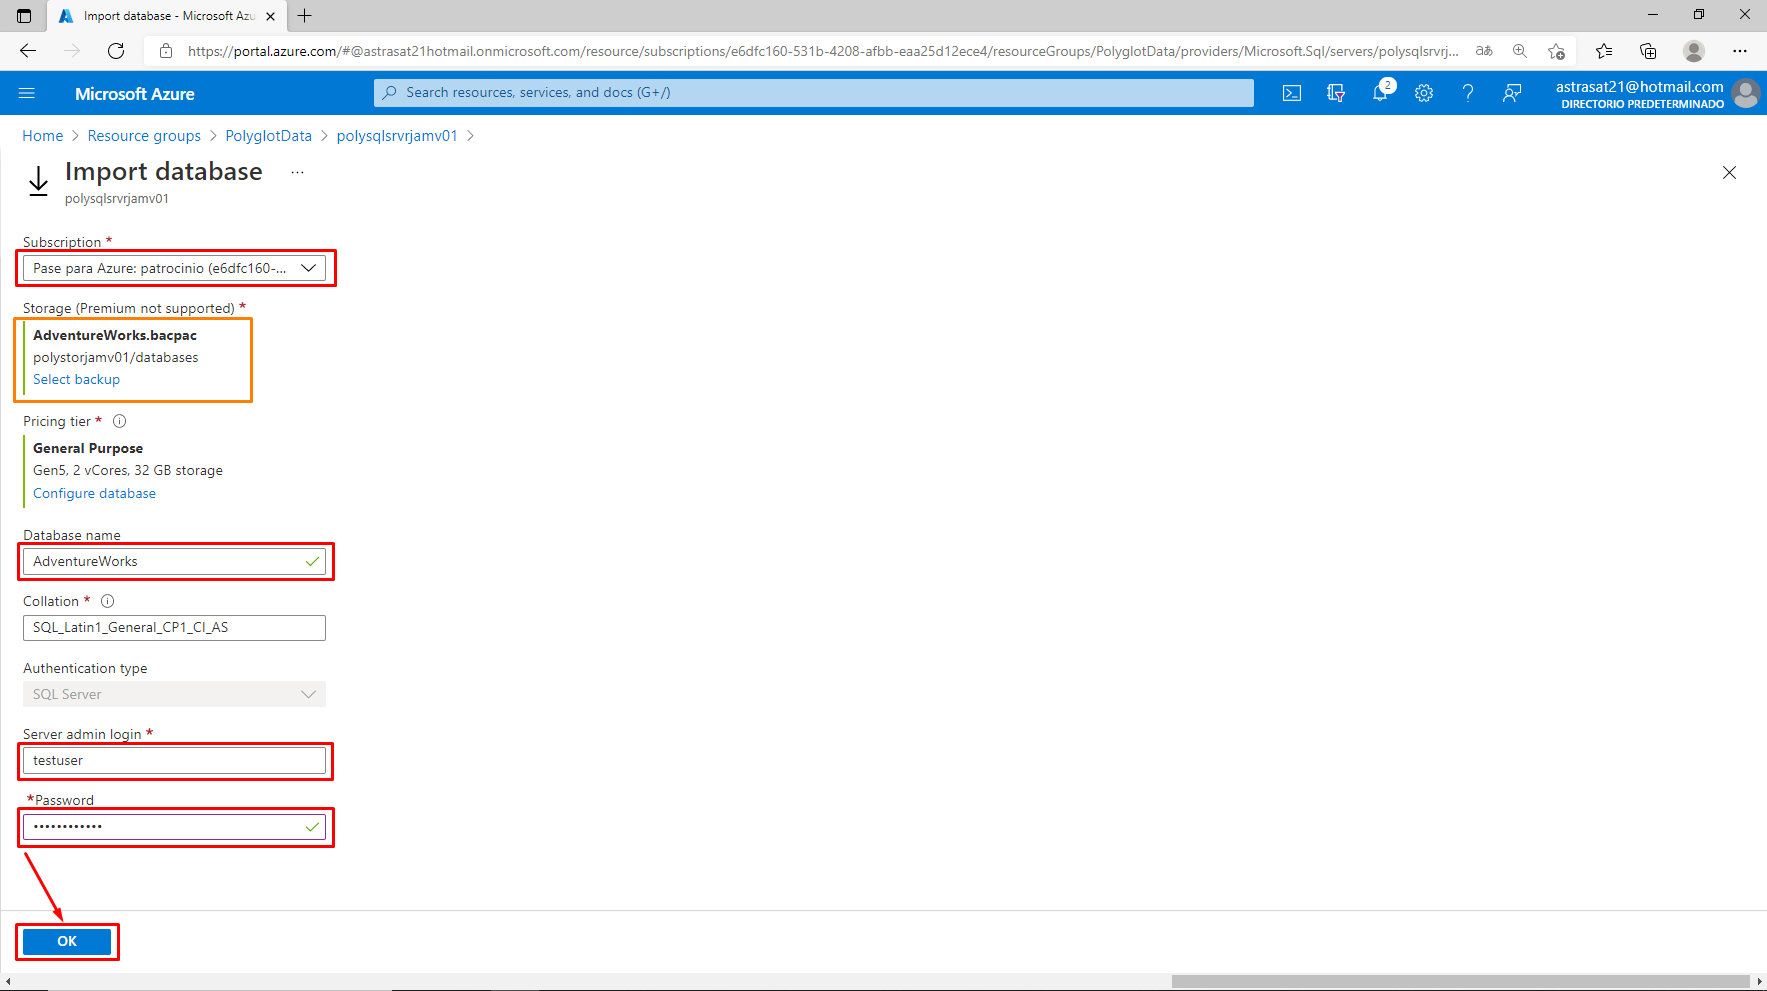 Import database - Microsoft Azu
https://portal.azure.com/#@astrasat21hotmail.onmicrosoft.com/resource/subscriptions/e6dfc160-531b-4208-afbb-eaa25d12ece4/resourceGroups/PolyglotData/providers/Microsoft.Sql/servers/polysqlsrvrj...
aあ
Microsoft Azure
Search resources, services, and docs (G+/)
2
astrasat21@hotmail.com
DIRECTORIO PREDETERMINADO
Home > Resource groups > PolyglotData > polysqlsrvrjamv01 >
Import database ...
polysqlsrvrjamv01
Subscription *
Pase para Azure: patrocinio (e6dfc160-...
Storage (Premium not supported) *
AdventureWorks.bacpac
polystorjamv01/databases
Select backup
Pricing tier *
General Purpose
Gen5, 2 vCores, 32 GB storage
Configure database
Database name
AdventureWorks
Collation *
SQL_Latin1_General_CP1_CI_AS
Authentication type
SQL Server
Server admin login *
testuser
*Password
••••••••••••
OK